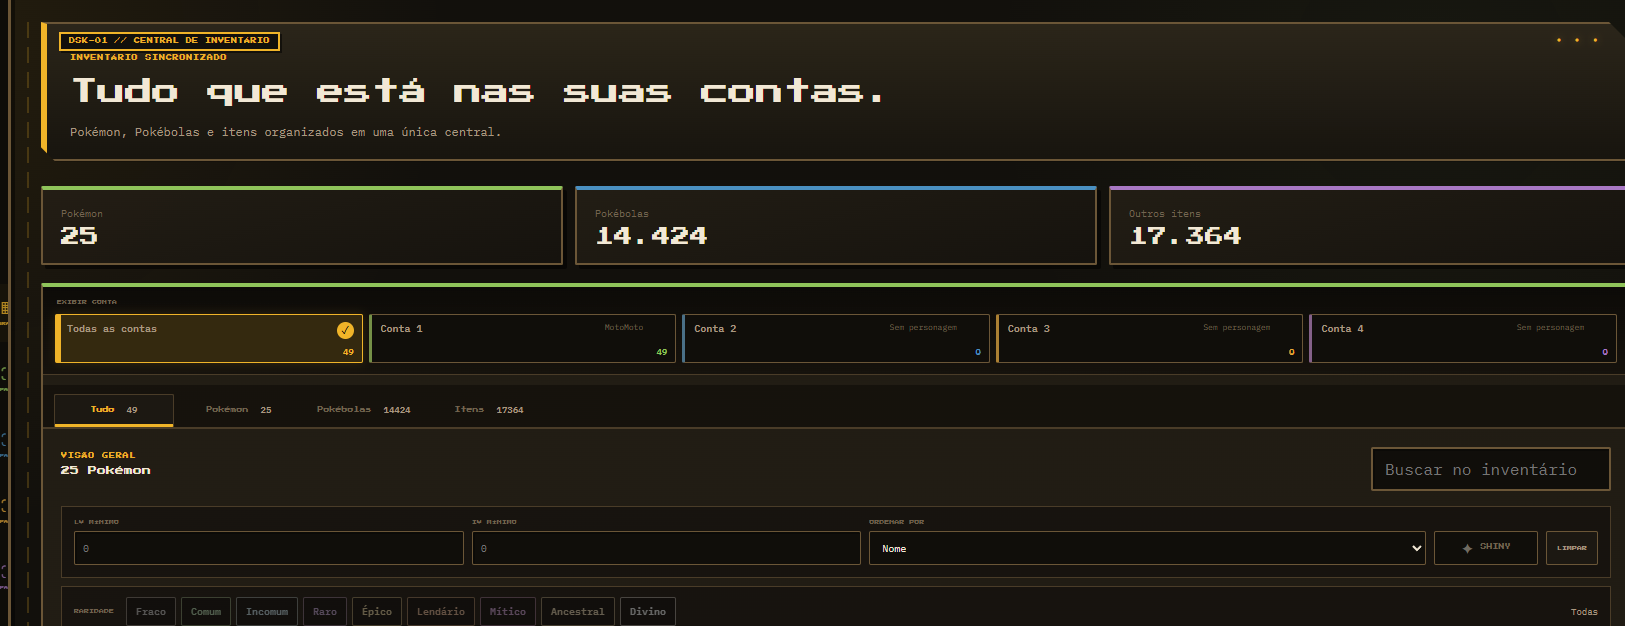 DSK-01 // CENTRAL DE INVENTÁRIO
INVENTÁRIO SINCRONIZADO
Tudo que está nas suas contas.
Pokémon, Pokébolas e itens organizados em uma única central.
Pokémon
25
Pokébolas
14.424
Outros itens
17.364
EXIBIR CONTA
Todas as contas ✓
49
Conta 1 MotoMoto
49
Conta 2 Sem personagem
0
Conta 3 Sem personagem
0
Conta 4 Sem personagem
0
Tudo 49 Pokémon 25 Pokébolas 14424 Itens 17364
VISÃO GERAL
25 Pokémon
Buscar no inventário
LV MÍNIMO
0
IV MÍNIMO
0
ORDENAR POR
Nome
✦ SHINY
LIMPAR
RARIDADE Fraco Comum Incomum Raro Épico Lendário Mítico Ancestral Divino Todas